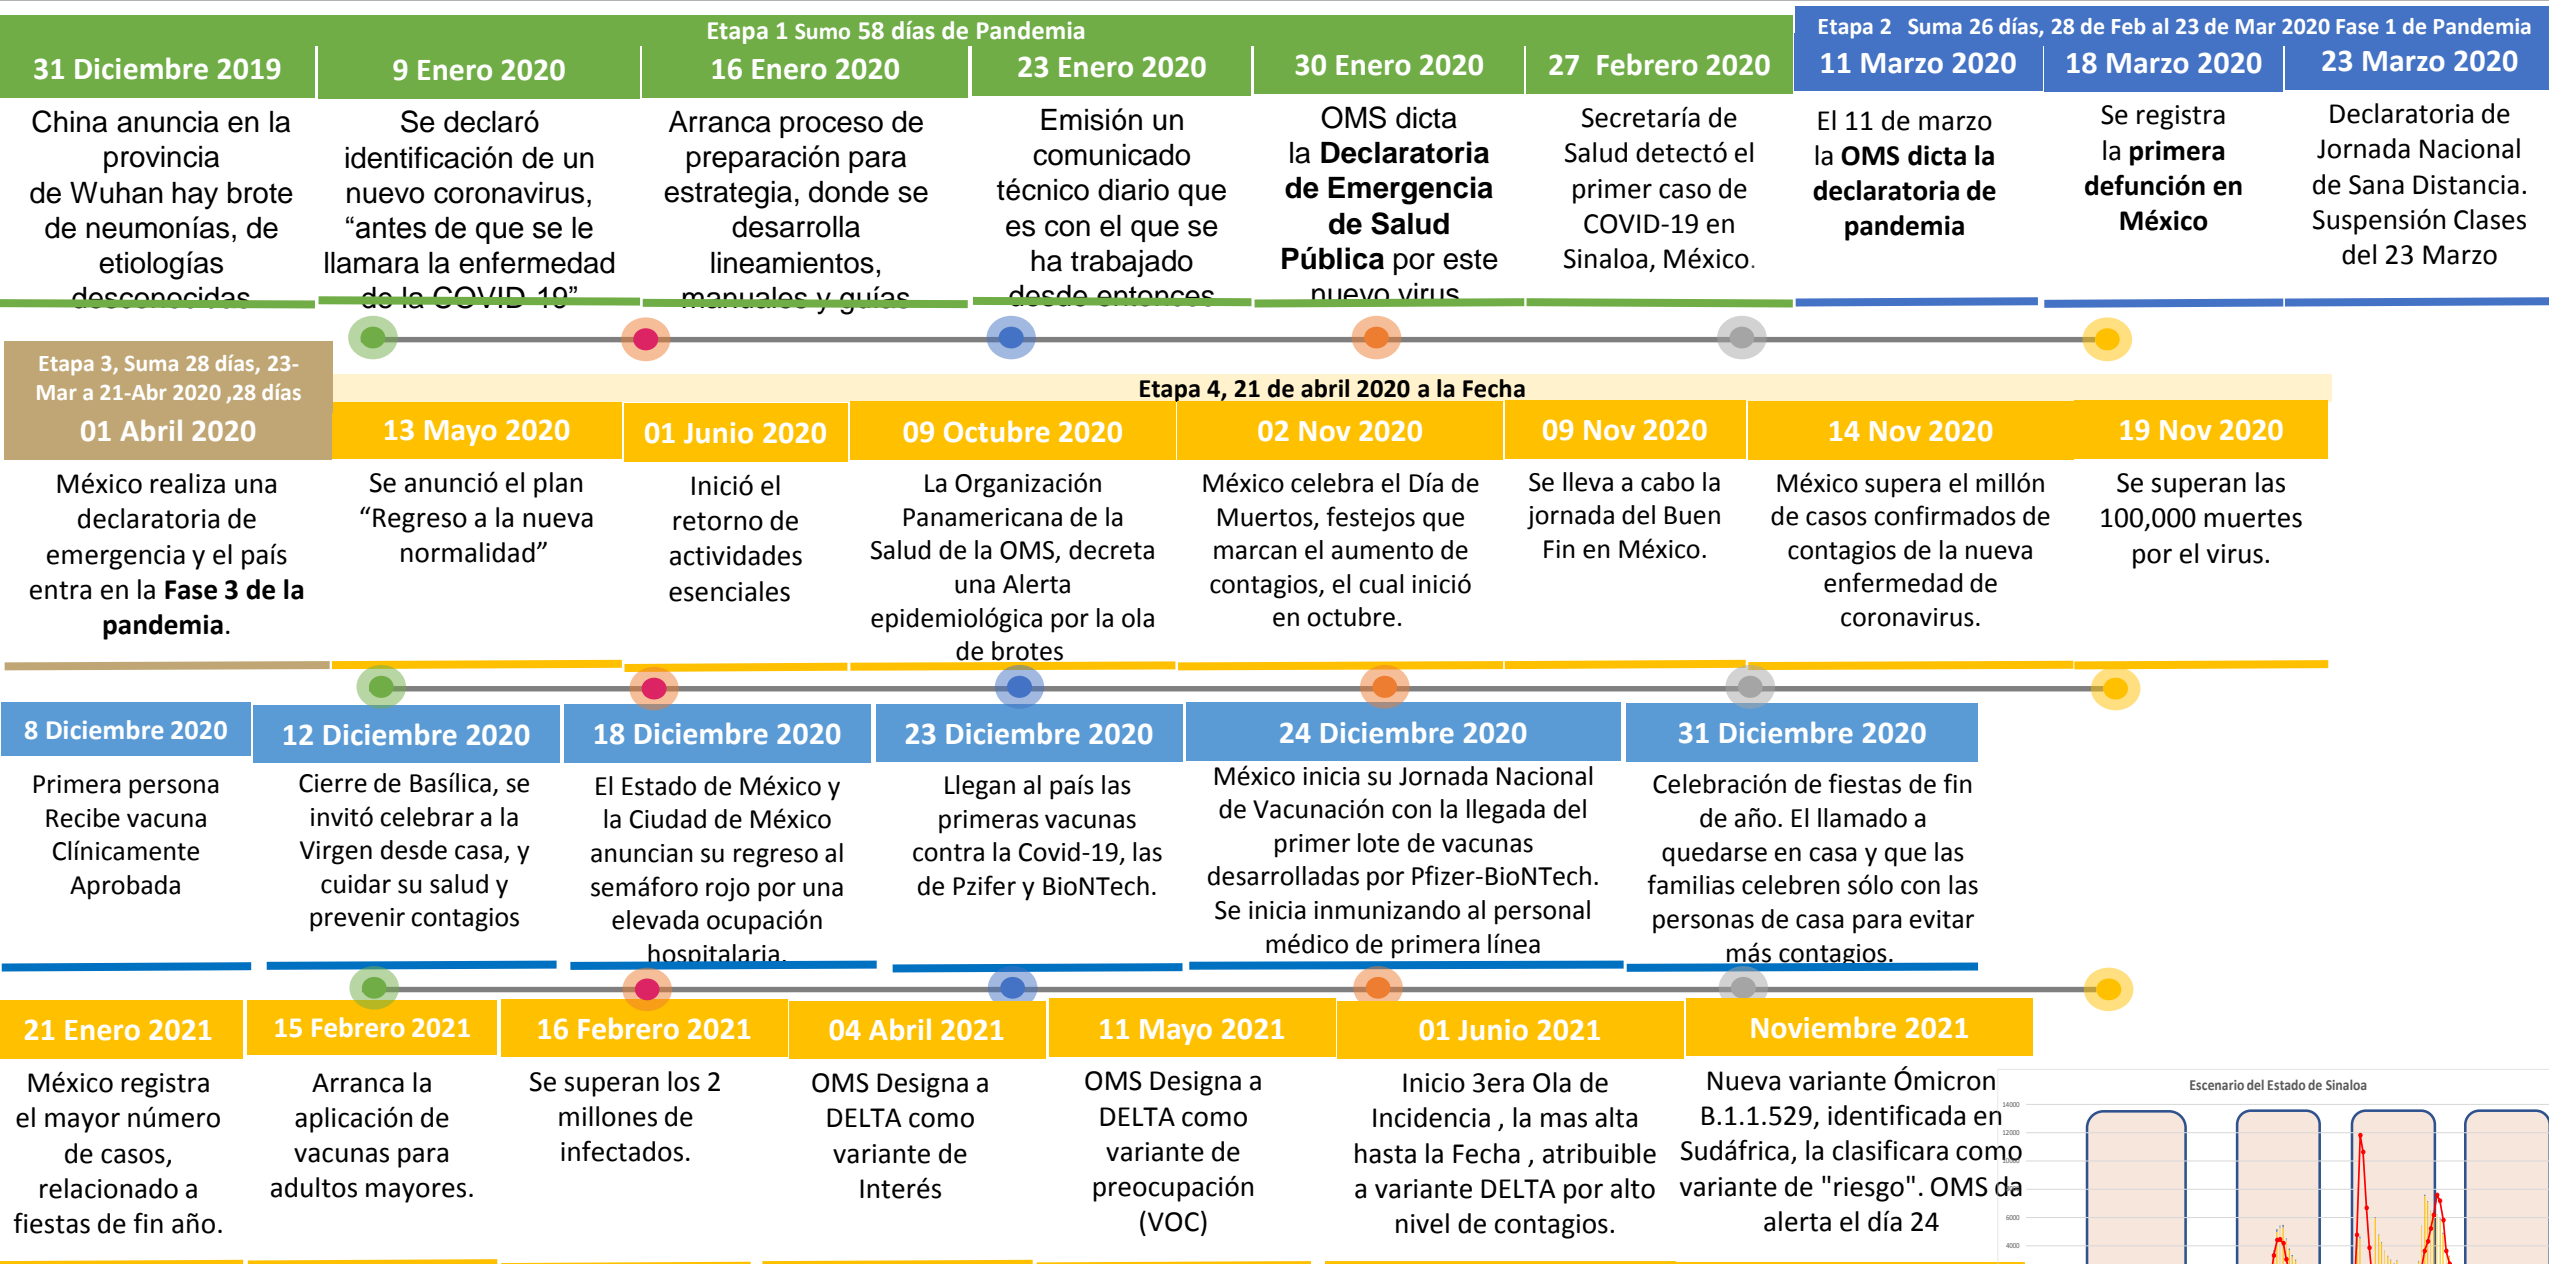 Etapa 1 Sumo 58 días de Pandemia
Etapa 2 Suma 26 días, 28 de Feb al 23 de Mar 2020 Fase 1 de Pandemia
31 Diciembre 2019
China anuncia en la
provincia
de Wuhan hay brote
de neumonías, de
etiologías
desconocidas
9 Enero 2020
Se declaró
identificación de un
nuevo coronavirus,
“antes de que se le
llamara la enfermedad
de la COVID-19”
16 Enero 2020
Arranca proceso de
preparación para
estrategia, donde se
desarrolla
lineamientos,
manuales y guías
23 Enero 2020
Emisión un
comunicado
técnico diario que
es con el que se
ha trabajado
desde entonces
30 Enero 2020
OMS dicta
la Declaratoria
de Emergencia
de Salud
Pública por este
nuevo virus
27 Febrero 2020
Secretaría de
Salud detectó el
primer caso de
COVID-19 en
Sinaloa, México.
11 Marzo 2020
El 11 de marzo
la OMS dicta la
declaratoria de
pandemia
18 Marzo 2020
Se registra
la primera
defunción en
México
23 Marzo 2020
Declaratoria de
Jornada Nacional
de Sana Distancia.
Suspensión Clases
del 23 Marzo
Etapa 3, Suma 28 días, 23-
Mar a 21-Abr 2020 ,28 días
Etapa 4, 21 de abril 2020 a la Fecha
01 Abril 2020
México realiza una
declaratoria de
emergencia y el país
entra en la Fase 3 de la
pandemia.
13 Mayo 2020
Se anunció el plan
“Regreso a la nueva
normalidad”
01 Junio 2020
Inició el
retorno de
actividades
esenciales
09 Octubre 2020
La Organización
Panamericana de la
Salud de la OMS, decreta
una Alerta
epidemiológica por la ola
de brotes
02 Nov 2020
México celebra el Día de
Muertos, festejos que
marcan el aumento de
contagios, el cual inició
en octubre.
09 Nov 2020
Se lleva a cabo la
jornada del Buen
Fin en México.
14 Nov 2020
México supera el millón
de casos confirmados de
contagios de la nueva
enfermedad de
coronavirus.
19 Nov 2020
Se superan las
100,000 muertes
por el virus.
8 Diciembre 2020
Primera persona
Recibe vacuna
Clínicamente
Aprobada
12 Diciembre 2020
Cierre de Basílica, se
invitó celebrar a la
Virgen desde casa, y
cuidar su salud y
prevenir contagios
18 Diciembre 2020
El Estado de México y
la Ciudad de México
anuncian su regreso al
semáforo rojo por una
elevada ocupación
hospitalaria.
23 Diciembre 2020
Llegan al país las
primeras vacunas
contra la Covid-19, las
de Pzifer y BioNTech.
24 Diciembre 2020
México inicia su Jornada Nacional
de Vacunación con la llegada del
primer lote de vacunas
desarrolladas por Pfizer-BioNTech.
Se inicia inmunizando al personal
médico de primera línea
31 Diciembre 2020
Celebración de fiestas de fin
de año. El llamado a
quedarse en casa y que las
familias celebren sólo con las
personas de casa para evitar
más contagios.
21 Enero 2021
México registra
el mayor número
de casos,
relacionado a
fiestas de fin año.
15 Febrero 2021
Arranca la
aplicación de
vacunas para
adultos mayores.
16 Febrero 2021
Se superan los 2
millones de
infectados.
04 Abril 2021
OMS Designa a
DELTA como
variante de
Interés
11 Mayo 2021
OMS Designa a
DELTA como
variante de
preocupación
(VOC)
01 Junio 2021
Inicio 3era Ola de
Incidencia , la mas alta
hasta la Fecha , atribuible
a variante DELTA por alto
nivel de contagios.
Noviembre 2021
Nueva variante Ómicron
B.1.1.529, identificada en
Sudáfrica, la clasificara como
variante de "riesgo". OMS da
alerta el día 24
Escenario del Estado de Sinaloa
14000
12000
6000
4000